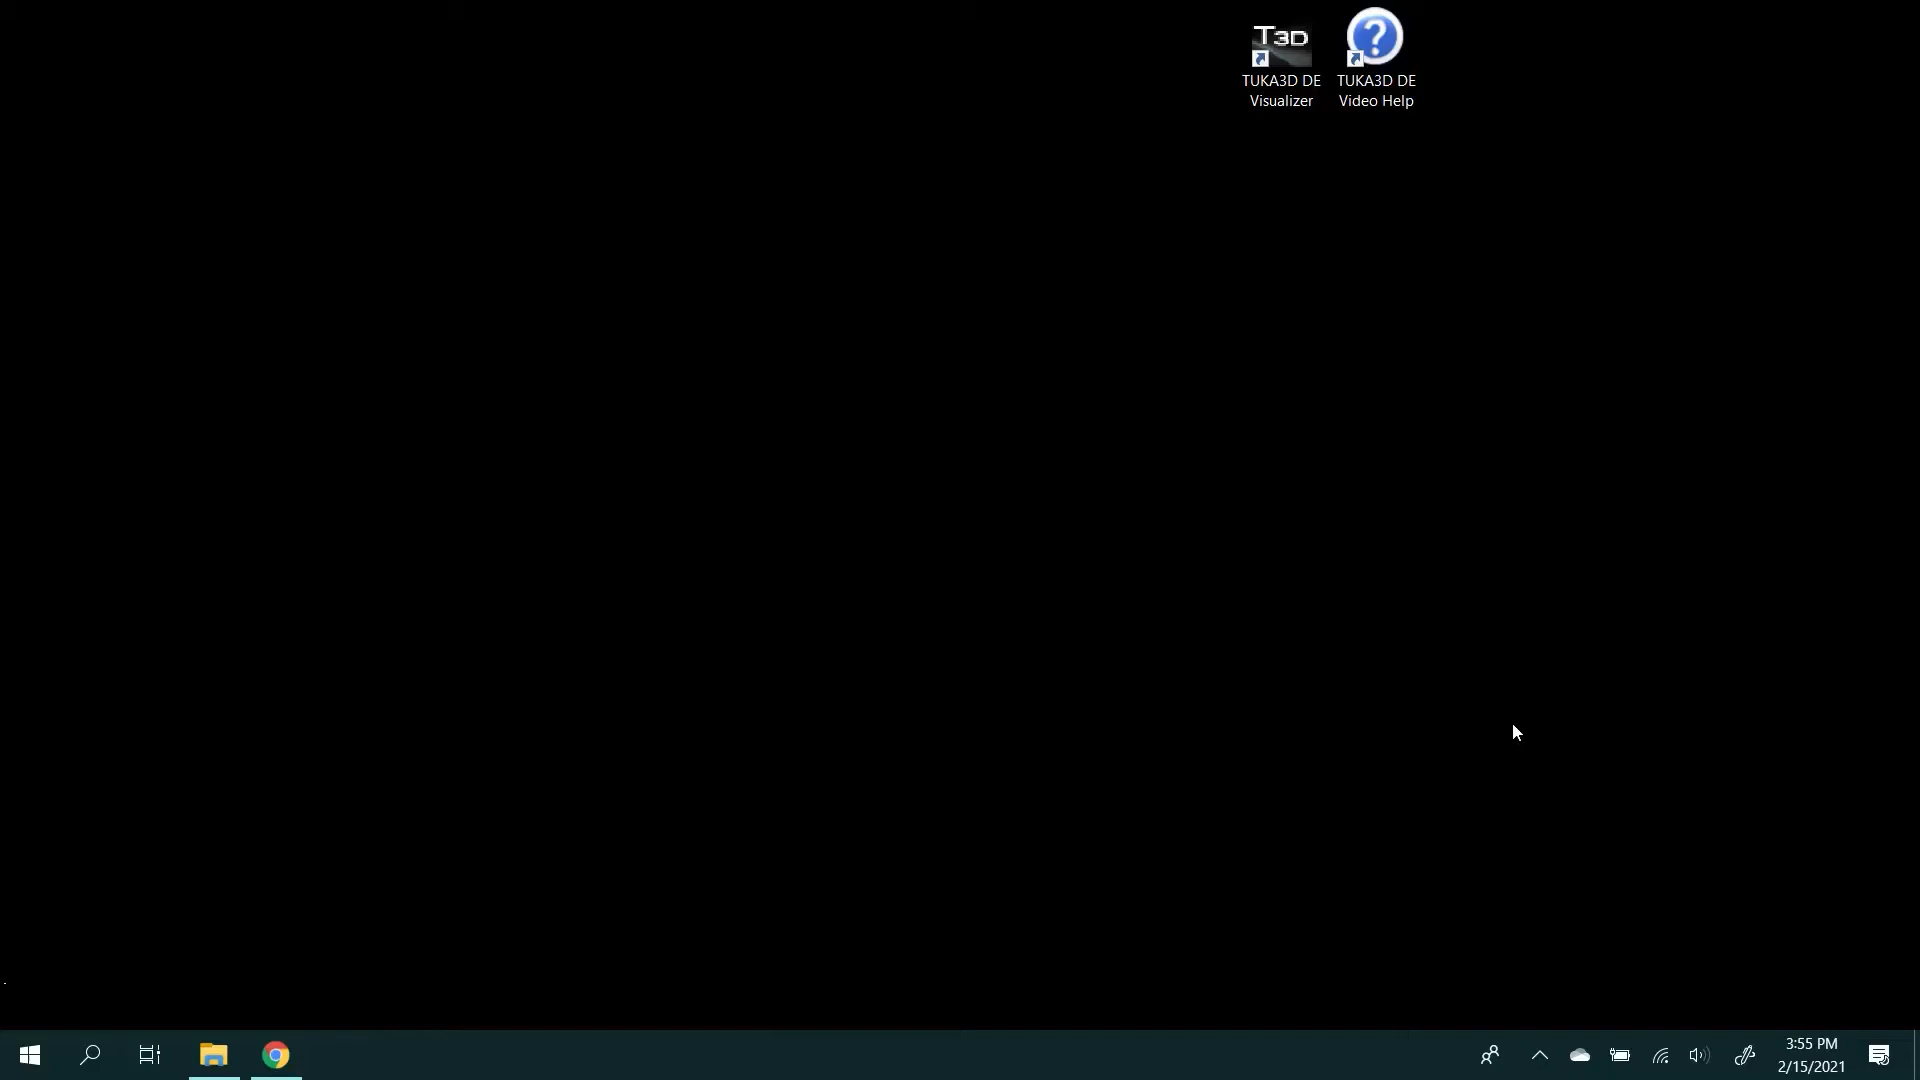 T3D
?
TUKA3D DE
Visualizer
TUKA3D DE
Video Help
3:55 PM
2/15/2021